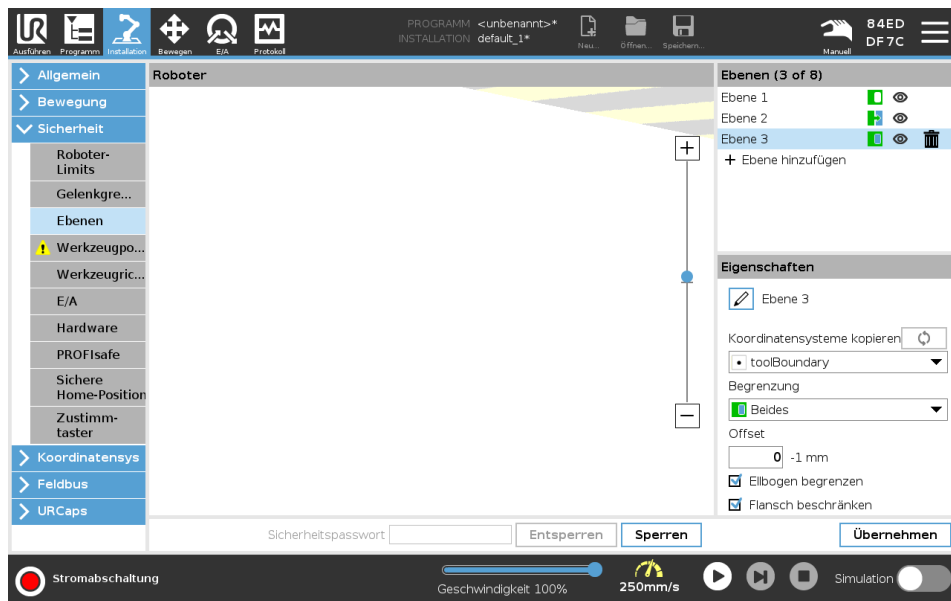 PROGRAMM <unbenannt>*
INSTALLATION default_1*
Ausführen
Programm
Installation
Bewegen
E/A
Protokoll
Neu...
Öffnen...
Speichern...
Manuell
84ED
DF7C
Allgemein
Bewegung
Sicherheit
Roboter-
Limits
Gelenkgre...
Ebenen
Werkzeugpo...
Werkzeugric...
E/A
Hardware
PROFIsafe
Sichere
Home-Position
Zustimm-
taster
Koordinatensys
Feldbus
URCaps
Roboter
Ebenen (3 of 8)
Ebene 1
Ebene 2
Ebene 3
+ Ebene hinzufügen
Eigenschaften
Ebene 3
Koordinatensysteme kopieren
toolBoundary
Begrenzung
Beides
Offset
0 -1 mm
Ellbogen begrenzen
Flansch beschränken
Sicherheitspasswort
Entsperren
Sperren
Übernehmen
Stromabschaltung
Geschwindigkeit 100%
250mm/s
Simulation